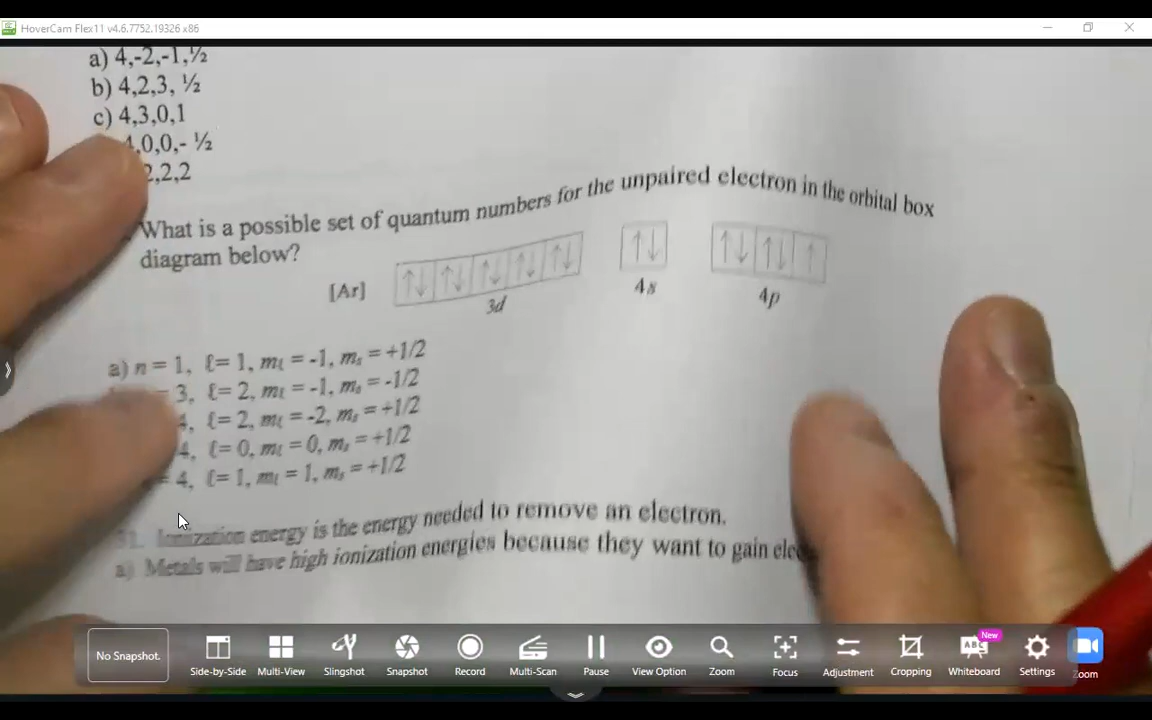 HoverCam Flex11 v4.6.7752.19326 x86
a) 4,-2,-1,½
b) 4,2,3, ½
c) 4,3,0,1
,0,0,- ½
2,2,2
What is a possible set of quantum numbers for the unpaired electron in the orbital box
diagram below?
[Ar] ↑↓ ↑↓ ↑↓ ↑↓ ↑↓ ↑↓ ↑↓ ↑↓ ↑
3d 4s 4p
a) n = 1, ℓ= 1, mℓ = -1, ms = +1/2
= 3, ℓ= 2, mℓ = -1, ms = -1/2
4, ℓ= 2, mℓ = -2, ms = +1/2
4, ℓ= 0, mℓ = 0, ms = +1/2
= 4, ℓ= 1, mℓ = 1, ms = +1/2
31. Ionization energy is the energy needed to remove an electron.
a) Metals will have high ionization energies because they want to gain
No Snapshot.
Side-by-Side Multi-View Slingshot Snapshot Record Multi-Scan Pause View Option Zoom Focus Adjustment Cropping ABC New Whiteboard Settings Zoom